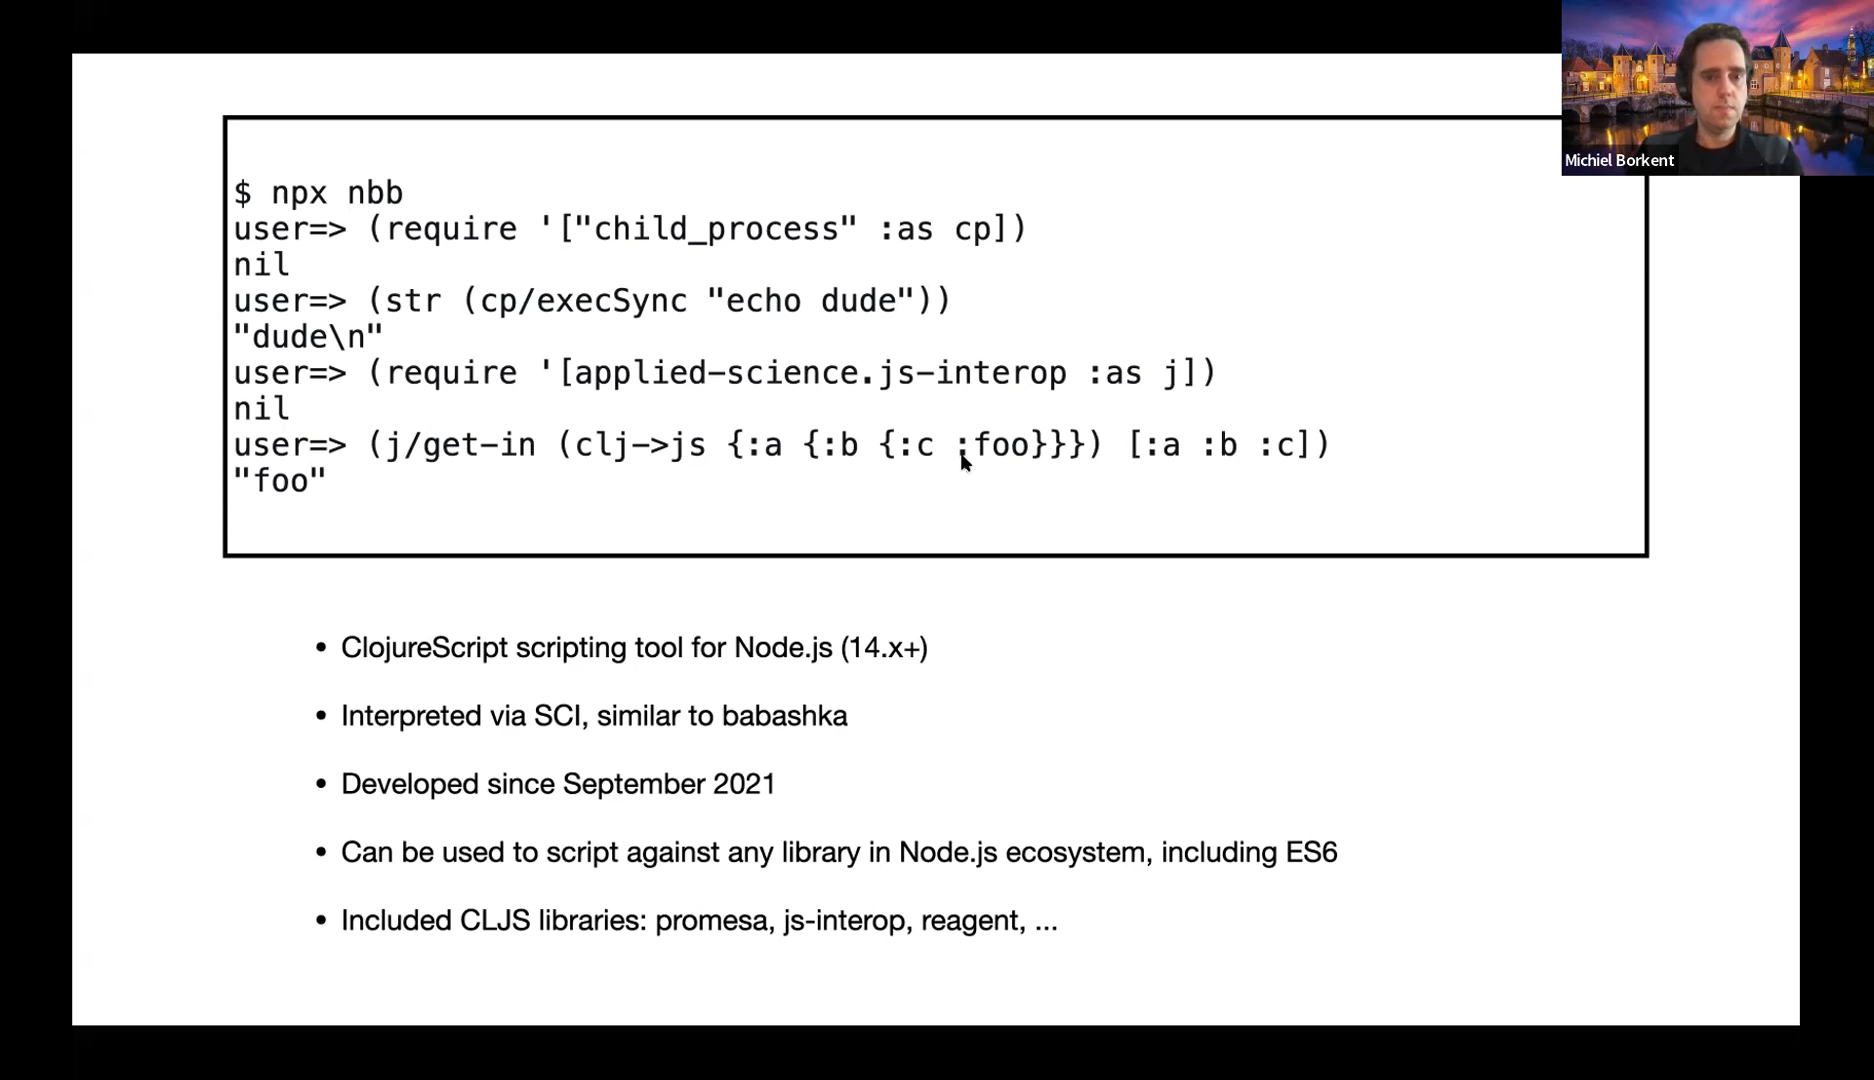 $ npx nbb
user=> (require '["child_process" :as cp])
nil
user=> (str (cp/execSync "echo dude"))
"dude\n"
user=> (require '[applied-science.js-interop :as j])
nil
user=> (j/get-in (clj->js {:a {:b {:c :foo}}}) [:a :b :c])
"foo"
• ClojureScript scripting tool for Node.js (14.x+)
• Interpreted via SCI, similar to babashka
• Developed since September 2021
• Can be used to script against any library in Node.js ecosystem, including ES6
• Included CLJS libraries: promesa, js-interop, reagent, ...
Michiel Borkent